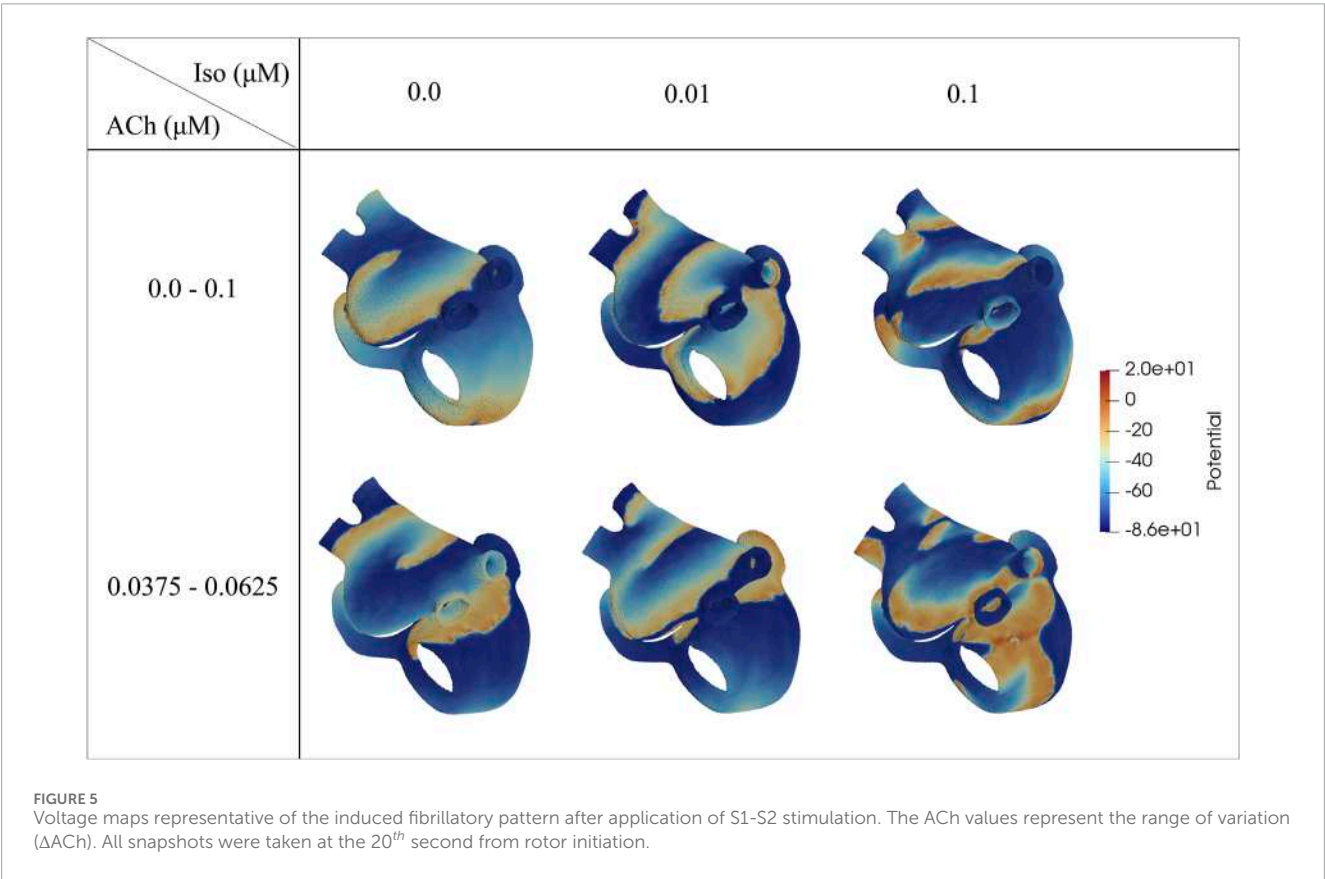 Iso (μM)
ACh (μM)
0.0
0.01
0.1
0.0 - 0.1
0.0375 - 0.0625
2.0e+01
0
-20
-40
-60
-8.6e+01
Potential
FIGURE 5
Voltage maps representative of the induced fibrillatory pattern after application of S1-S2 stimulation. The ACh values represent the range of variation
(ΔACh). All snapshots were taken at the 20th second from rotor initiation.